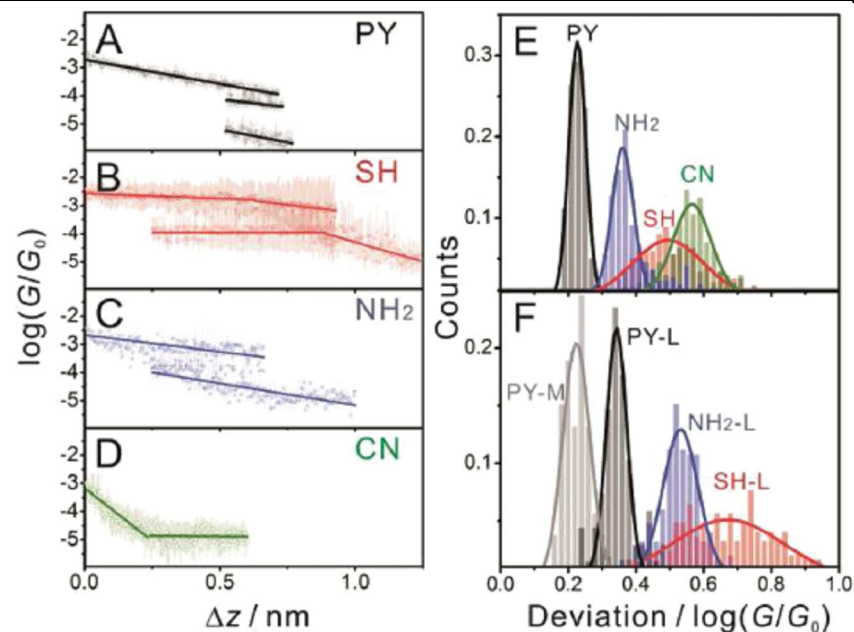 A
PY
-2
-3
-4
-5
B
SH
-2
-3
-4
-5
C
NH2
-2
-3
-4
-5
D
CN
-2
-3
-4
-5
0.0 0.5 1.0
Δz / nm
log(G/G0)
E
PY
NH2
SH
CN
0.3
0.2
0.1
F
PY-M
PY-L
NH2-L
SH-L
0.2
0.1
0.0 0.2 0.4 0.6 0.8 1.0
Deviation / log(G/G0)
Counts